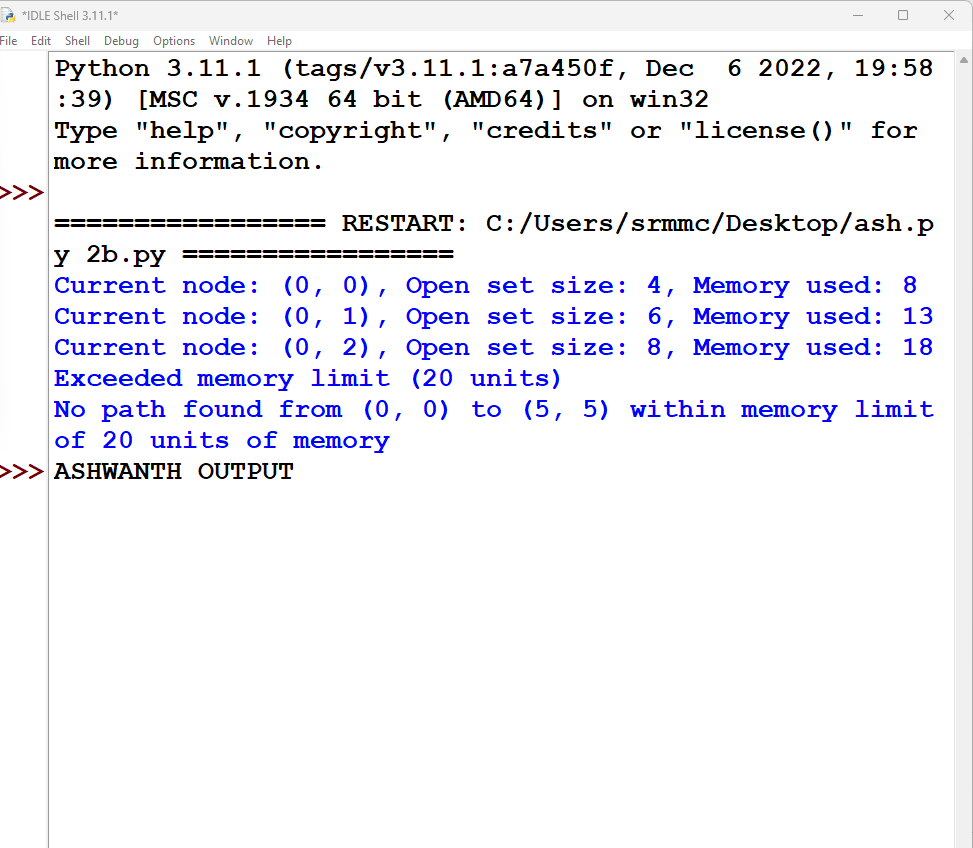 *IDLE Shell 3.11.1*
File Edit Shell Debug Options Window Help
Python 3.11.1 (tags/v3.11.1:a7a450f, Dec  6 2022, 19:58
:39) [MSC v.1934 64 bit (AMD64)] on win32
Type "help", "copyright", "credits" or "license()" for
more information.
>>>
================= RESTART: C:/Users/srmmc/Desktop/ash.p
y 2b.py =================
Current node: (0, 0), Open set size: 4, Memory used: 8
Current node: (0, 1), Open set size: 6, Memory used: 13
Current node: (0, 2), Open set size: 8, Memory used: 18
Exceeded memory limit (20 units)
No path found from (0, 0) to (5, 5) within memory limit
of 20 units of memory
>>> ASHWANTH OUTPUT